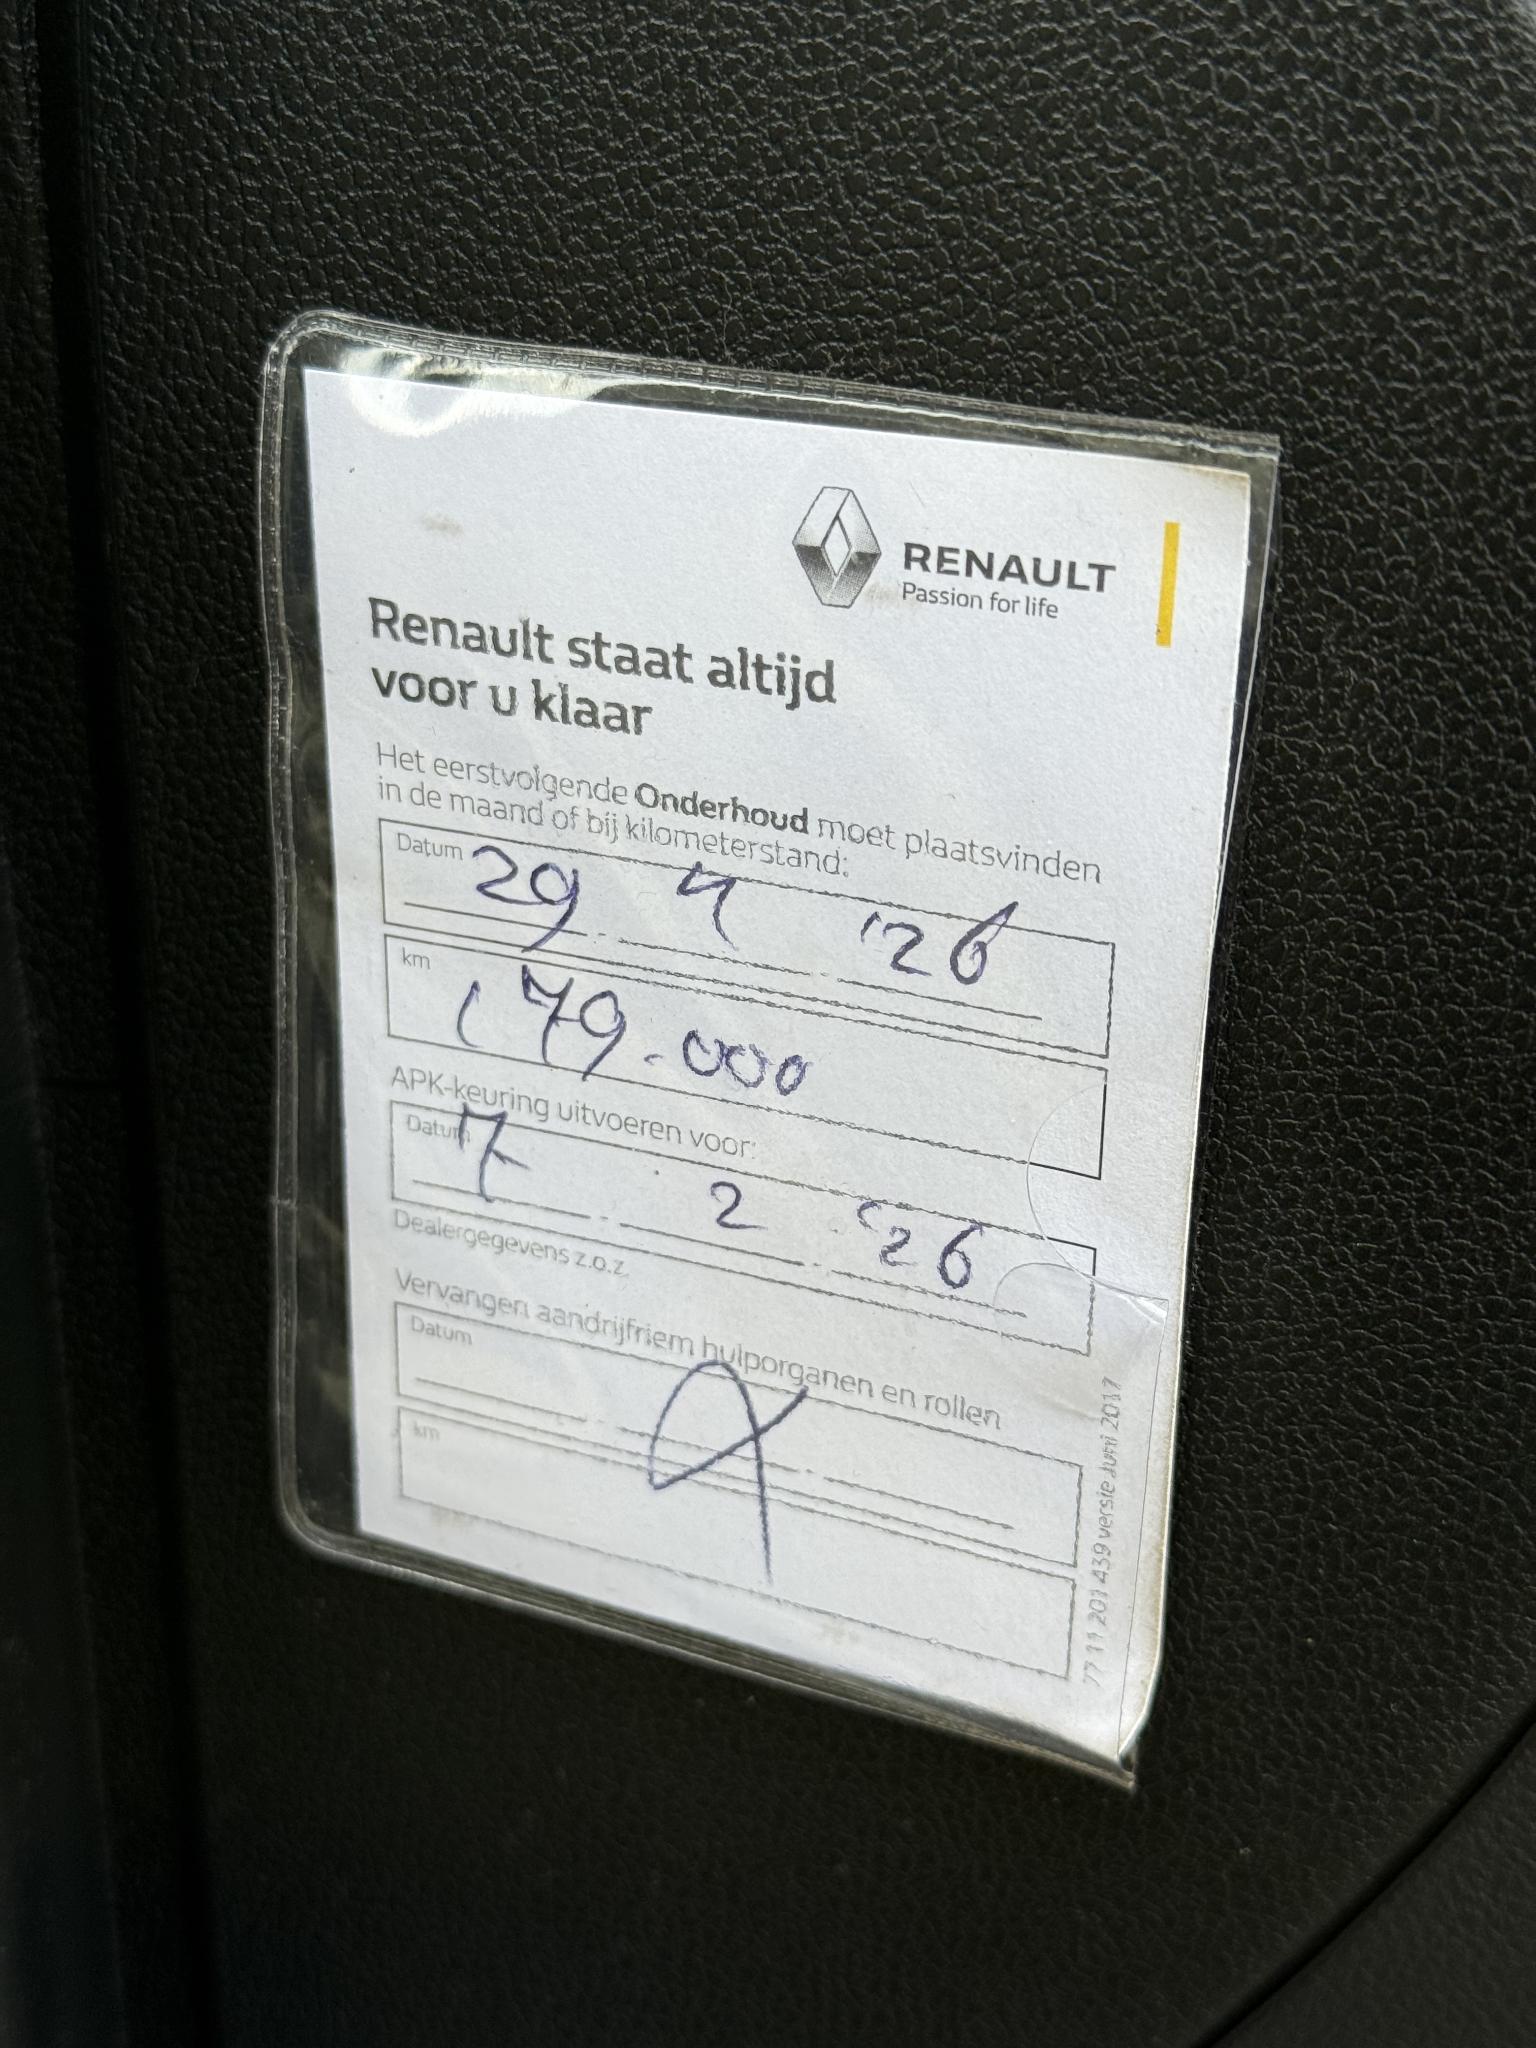 RENAULT
Passion for life
Renault staat altijd
voor u klaar
Het eerstvolgende Onderhoud moet plaatsvinden
in de maand of bij kilometerstand:
Datum 29 4 '26
km 179.000
APK-keuring uitvoeren voor:
Datum 7 2 '26
Dealergegevens z.o.z.
Vervangen aandrijfriem hulporganen en rollen
Datum
km
77 11 201 439 versie Juni 2017